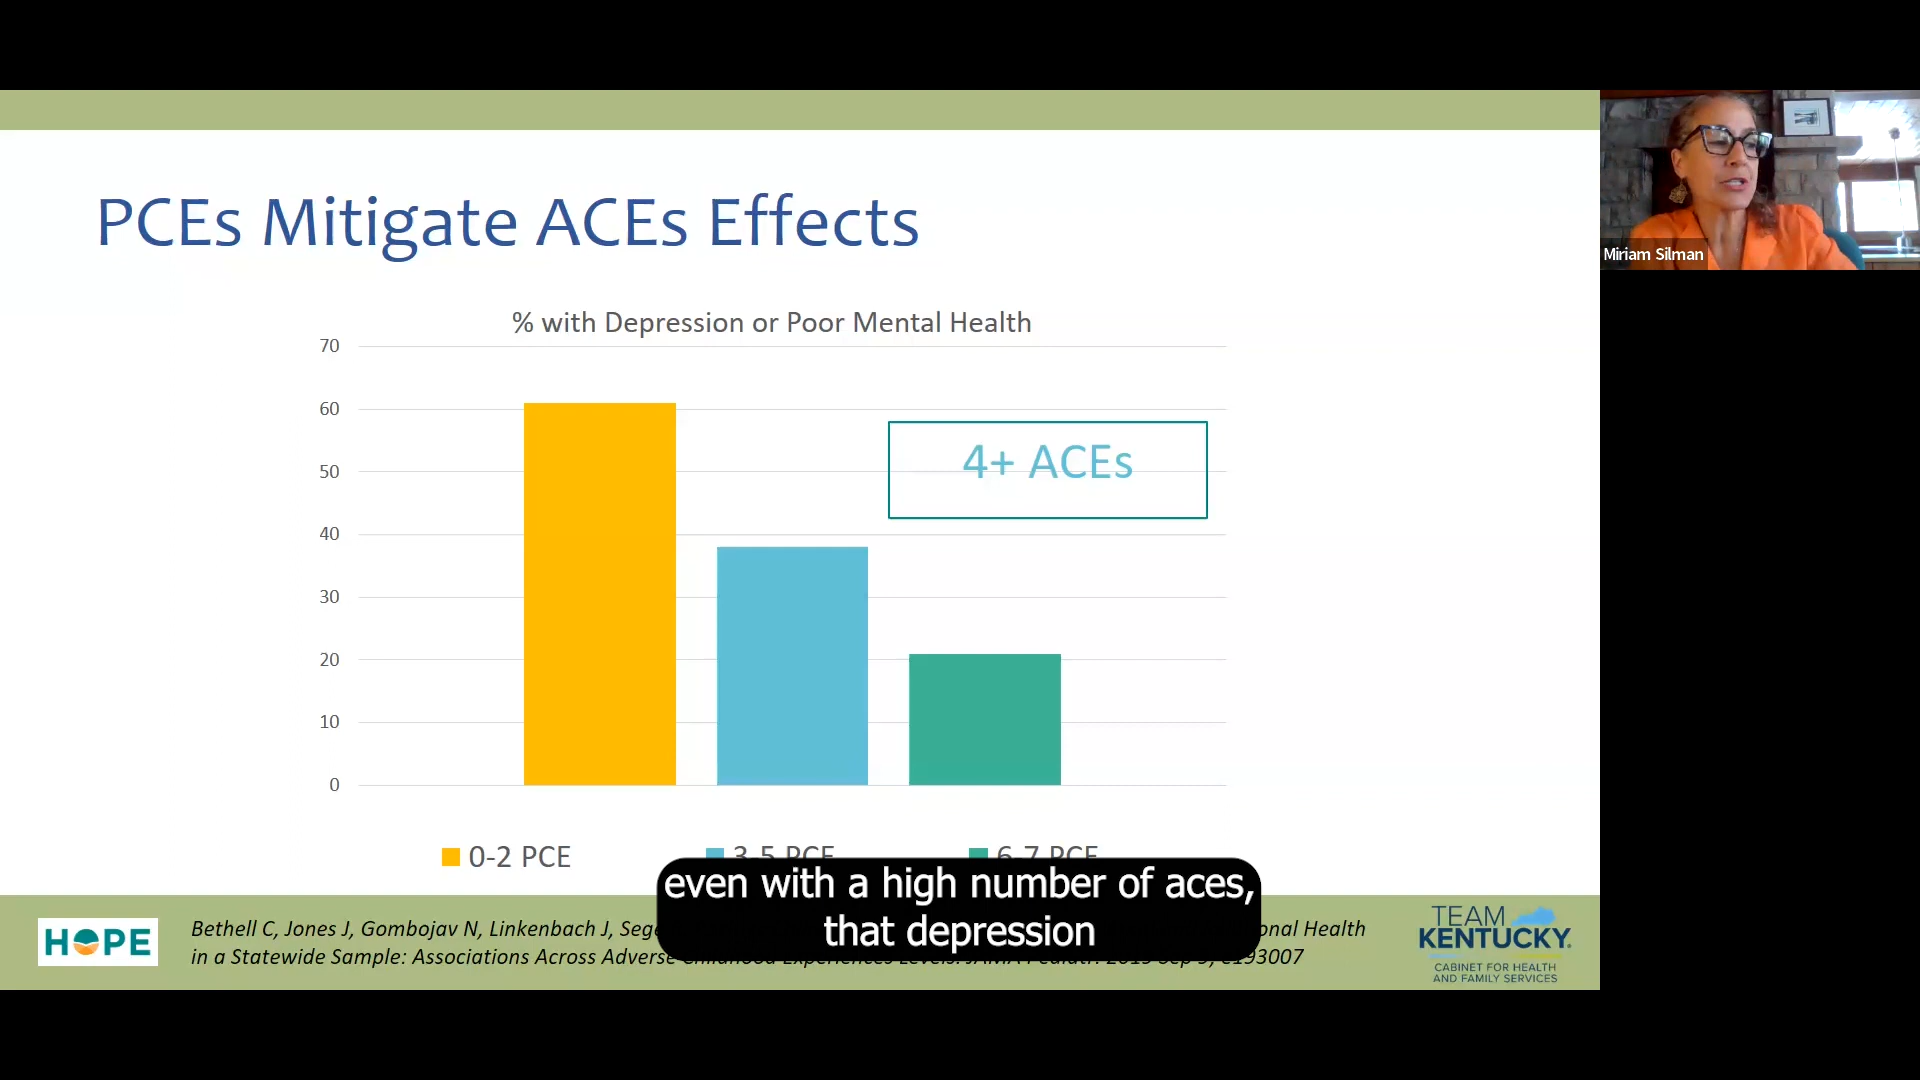 PCEs Mitigate ACEs Effects
% with Depression or Poor Mental Health
70
60
50
40
30
20
10
0
4+ ACEs
0-2 PCE
3-5 PCE
6-7 PCE
even with a high number of aces,
that depression
HOPE
Bethell C, Jones J, Gombojav N, Linkenbach J, Sege
Health
in a Statewide Sample: Associations Across Adverse Childhood Experiences Levels. JAMA Pediatr. 2019 Sep 9;
TEAM
KENTUCKY
CABINET FOR HEALTH
AND FAMILY SERVICES
Miriam Silman